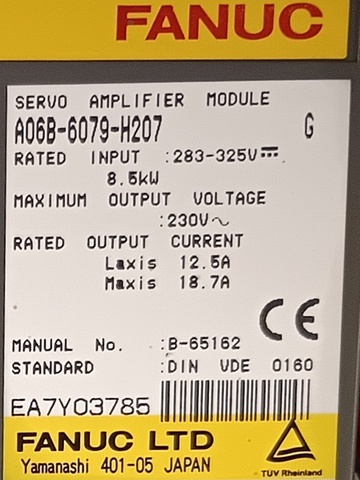 FANUC
SERVO AMPLIFIER MODULE
A06B-6079-H207 G
RATED INPUT :283-325V⎓
8.5kW
MAXIMUM OUTPUT VOLTAGE
:230V～
RATED OUTPUT CURRENT
Laxis 12.5A
Maxis 18.7A
CE
MANUAL No. :B-65162
STANDARD :DIN VDE 0160
EA7Y03785
FANUC LTD
Yamanashi 401-05 JAPAN
TÜV Rheinland